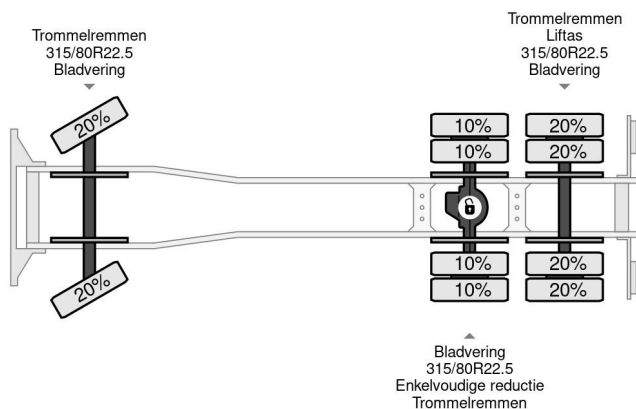 Trommelremmen
315/80R22.5
Bladvering
Trommelremmen
Liftas
315/80R22.5
Bladvering
20%
10%
20%
10%
20%
20%
10%
20%
10%
20%
Bladvering
315/80R22.5
Enkelvoudige reductie
Trommelremmen